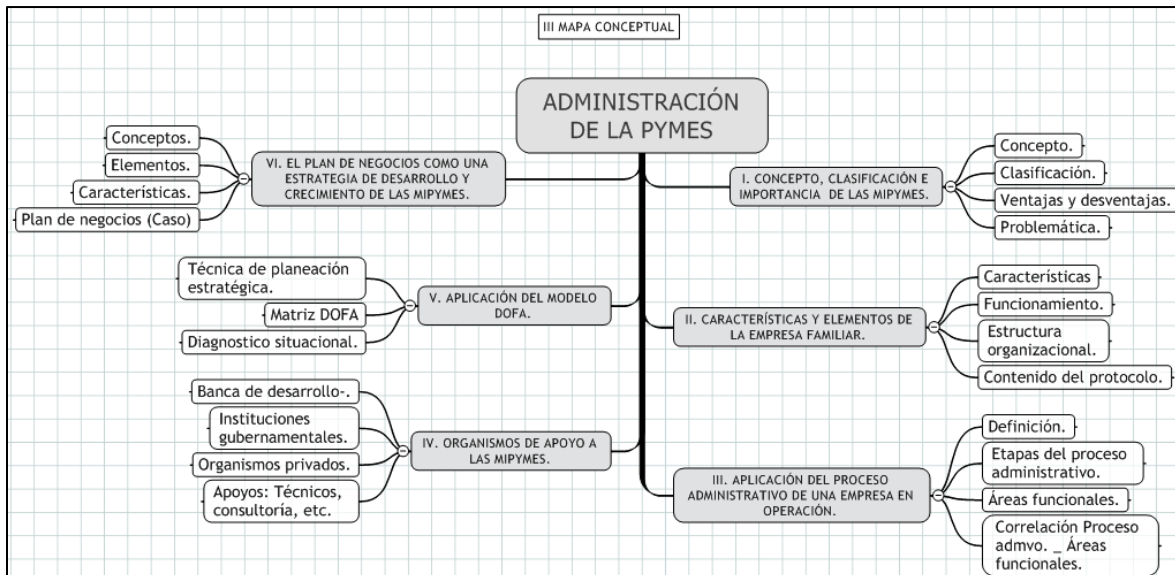 III MAPA CONCEPTUAL
ADMINISTRACIÓN
DE LA PYMES
I. CONCEPTO, CLASIFICACIÓN E
IMPORTANCIA DE LAS MIPYMES.
Concepto.
Clasificación.
Ventajas y desventajas.
Problemática.
II. CARACTERÍSTICAS Y ELEMENTOS DE
LA EMPRESA FAMILIAR.
Características
Funcionamiento.
Estructura
organizacional.
Contenido del protocolo.
III. APLICACIÓN DEL PROCESO
ADMINISTRATIVO DE UNA EMPRESA EN
OPERACIÓN.
Definición.
Etapas del proceso
administrativo.
Áreas funcionales.
Correlación Proceso
admvo. _ Áreas
funcionales.
IV. ORGANISMOS DE APOYO A
LAS MIPYMES.
Banca de desarrollo-.
Instituciones
gubernamentales.
Organismos privados.
Apoyos: Técnicos,
consultoría, etc.
V. APLICACIÓN DEL MODELO
DOFA.
Técnica de planeación
estratégica.
Matriz DOFA
Diagnostico situacional.
VI. EL PLAN DE NEGOCIOS COMO UNA
ESTRATEGIA DE DESARROLLO Y
CRECIMIENTO DE LAS MIPYMES.
Conceptos.
Elementos.
Características.
Plan de negocios (Caso)